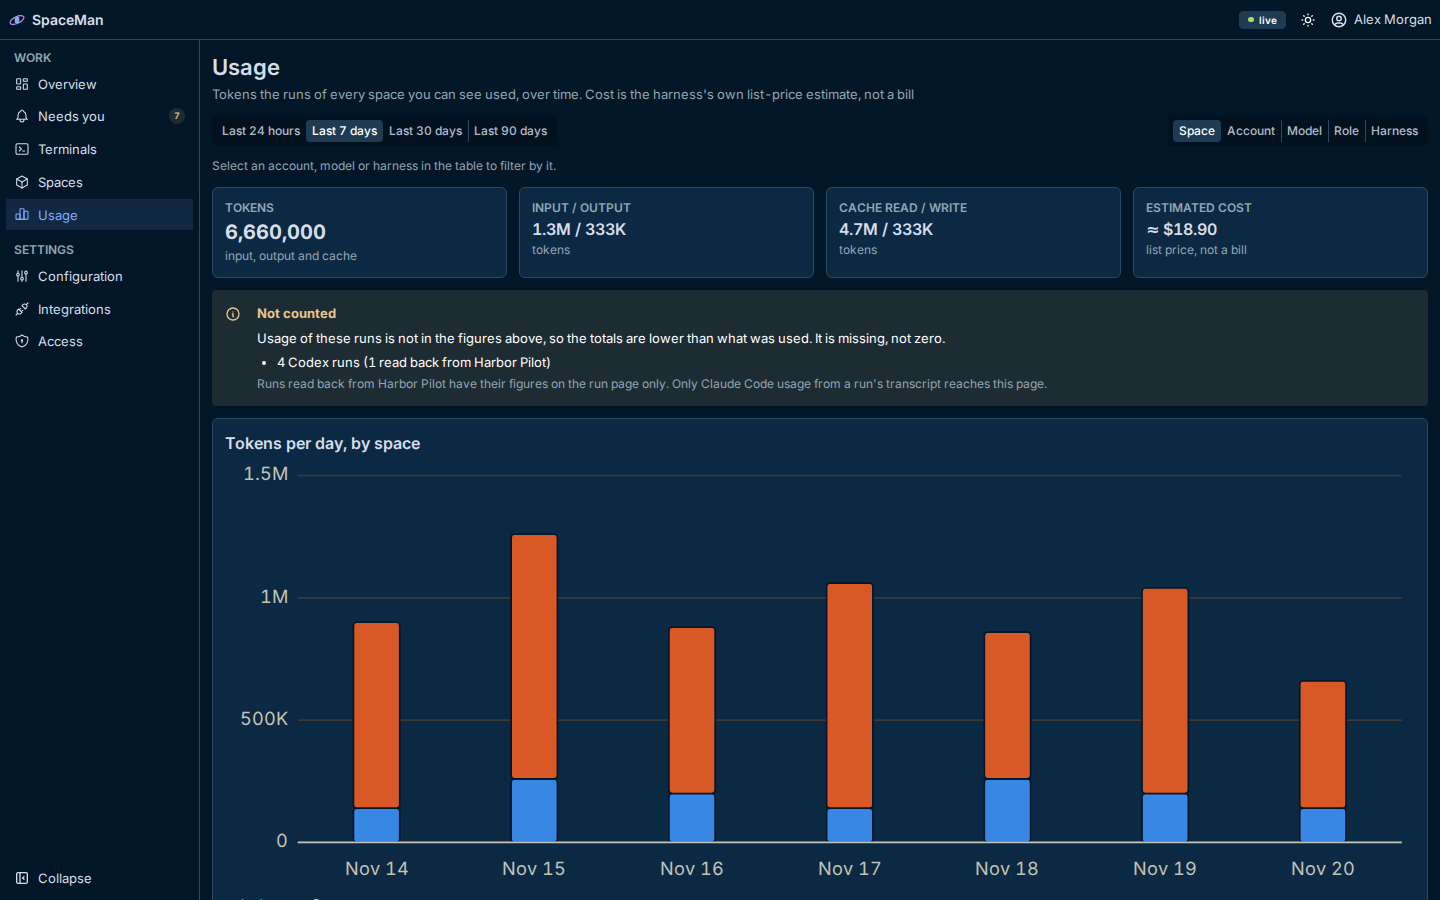 SpaceMan
live
Alex Morgan
WORK
Overview
Needs you
7
Terminals
Spaces
Usage
SETTINGS
Configuration
Integrations
Access
Collapse
Usage
Tokens the runs of every space you can see used, over time. Cost is the harness's own list-price estimate, not a bill
Last 24 hours Last 7 days Last 30 days Last 90 days
Space Account Model Role Harness
Select an account, model or harness in the table to filter by it.
TOKENS
6,660,000
input, output and cache
INPUT / OUTPUT
1.3M / 333K
tokens
CACHE READ / WRITE
4.7M / 333K
tokens
ESTIMATED COST
≈ $18.90
list price, not a bill
Not counted
Usage of these runs is not in the figures above, so the totals are lower than what was used. It is missing, not zero.
• 4 Codex runs (1 read back from Harbor Pilot)
Runs read back from Harbor Pilot have their figures on the run page only. Only Claude Code usage from a run's transcript reaches this page.
Tokens per day, by space
1.5M
1M
500K
0
Nov 14 Nov 15 Nov 16 Nov 17 Nov 18 Nov 19 Nov 20